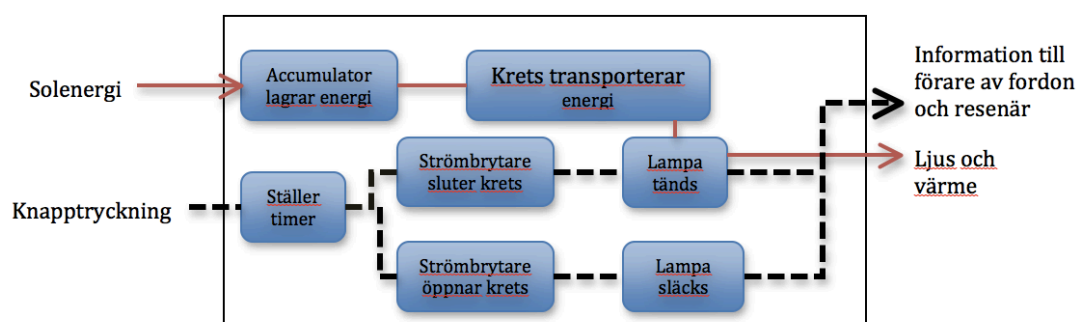 Solenergi
Accumulator
lagrar energi
Krets transporterar
energi
Information till
förare av fordon
och resenär
Knapptryckning
Ställer
timer
Strömbrytare
sluter krets
Lampa
tänds
Ljus och
värme
Strömbrytare
öppnar krets
Lampa
släcks